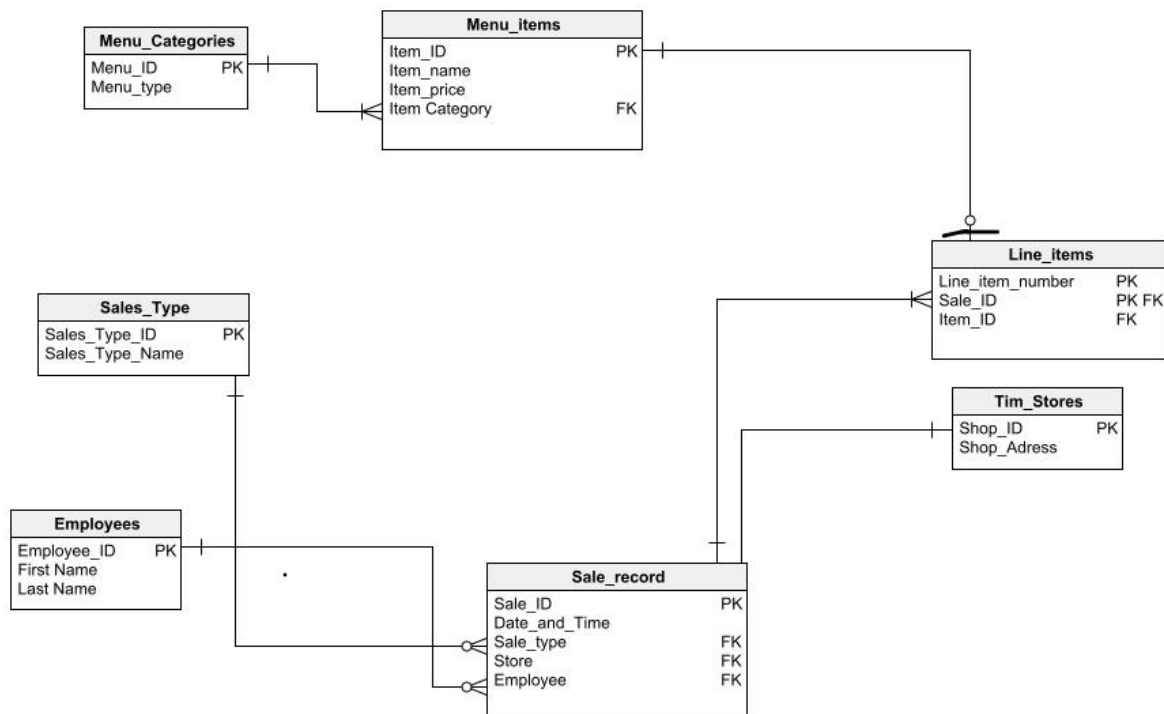 Menu_Categories
Menu_ID PK
Menu_type
Menu_items
Item_ID PK
Item_name
Item_price
Item Category FK
Line_items
Line_item_number PK
Sale_ID PK FK
Item_ID FK
Sales_Type
Sales_Type_ID PK
Sales_Type_Name
Tim_Stores
Shop_ID PK
Shop_Adress
Employees
Employee_ID PK
First Name
Last Name
Sale_record
Sale_ID PK
Date_and_Time
Sale_type FK
Store FK
Employee FK